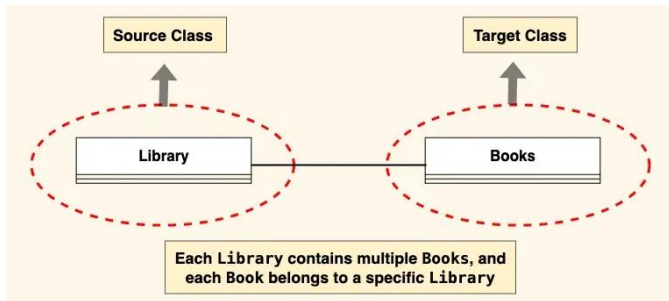 Source Class
Target Class
Library
Books
Each Library contains multiple Books, and
each Book belongs to a specific Library